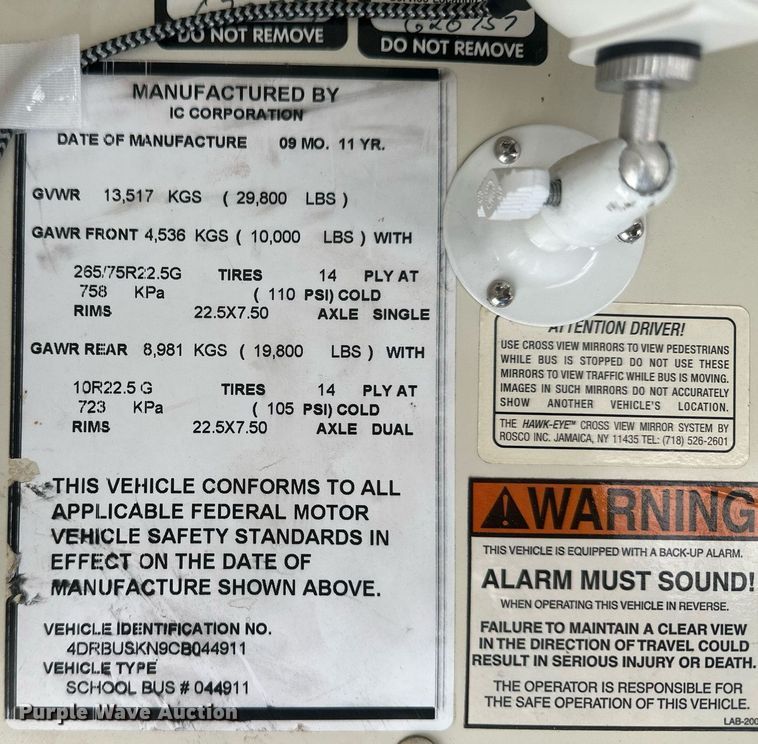 DO NOT REMOVE
DO NOT REMOVE
MANUFACTURED BY
IC CORPORATION
DATE OF MANUFACTURE 09 MO. 11 YR.
GVWR 13,517 KGS ( 29,800 LBS )
GAWR FRONT 4,536 KGS ( 10,000 LBS ) WITH
265/75R22.5G TIRES 14 PLY AT
758 KPa ( 110 PSI) COLD
RIMS 22.5X7.50 AXLE SINGLE
GAWR REAR 8,981 KGS ( 19,800 LBS ) WITH
10R22.5 G TIRES 14 PLY AT
723 KPa ( 105 PSI) COLD
RIMS 22.5X7.50 AXLE DUAL
THIS VEHICLE CONFORMS TO ALL
APPLICABLE FEDERAL MOTOR
VEHICLE SAFETY STANDARDS IN
EFFECT ON THE DATE OF
MANUFACTURE SHOWN ABOVE.
VEHICLE IDENTIFICATION NO.
4DRBUSKN9CB044911
VEHICLE TYPE
SCHOOL BUS # 044911
ATTENTION DRIVER!
USE CROSS VIEW MIRRORS TO VIEW PEDESTRIANS
WHILE BUS IS STOPPED DO NOT USE THESE
MIRRORS TO VIEW TRAFFIC WHILE BUS IS MOVING.
IMAGES IN SUCH MIRRORS DO NOT ACCURATELY
SHOW ANOTHER VEHICLE'S LOCATION.
THE HAWK-EYE™ CROSS VIEW MIRROR SYSTEM BY
ROSCO INC. JAMAICA, NY 11435 TEL: (718) 526-2601
WARNING
THIS VEHICLE IS EQUIPPED WITH A BACK-UP ALARM.
ALARM MUST SOUND!
WHEN OPERATING THIS VEHICLE IN REVERSE.
FAILURE TO MAINTAIN A CLEAR VIEW
IN THE DIRECTION OF TRAVEL COULD
RESULT IN SERIOUS INJURY OR DEATH.
THE OPERATOR IS RESPONSIBLE FOR
THE SAFE OPERATION OF THIS VEHICLE.
LAB-200
Purple Wave Auction